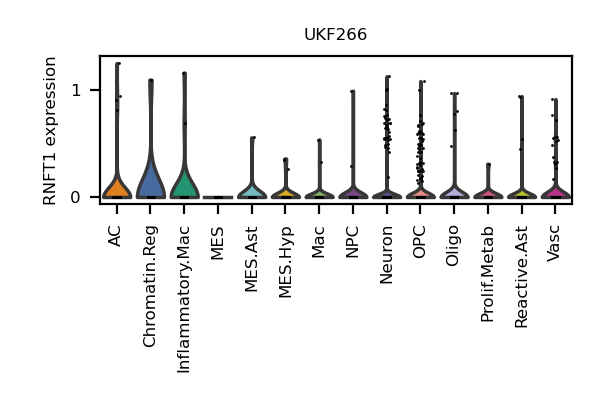 UKF266
RNFT1 expression
1
0
AC
Chromatin.Reg
Inflammatory.Mac
MES
MES.Ast
MES.Hyp
Mac
NPC
Neuron
OPC
Oligo
Prolif.Metab
Reactive.Ast
Vasc